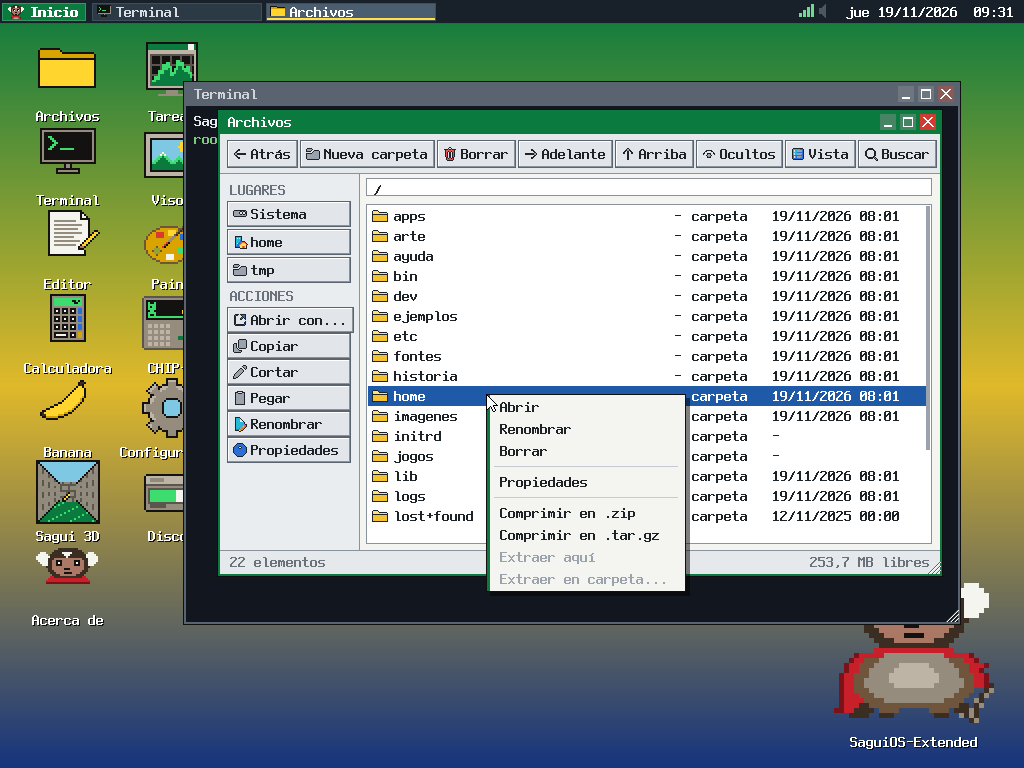 Inicio Terminal Archivos jue 19/11/2026 09:31
Archivos
Terminal
Editor
Calculadora
Banana
Sagui 3D
Acerca de
Terminal
Sag
roo
Archivos
Atrás Nueva carpeta Borrar Adelante Arriba Ocultos Vista Buscar
/
LUGARES
Sistema
home
tmp
ACCIONES
Abrir con...
Copiar
Cortar
Pegar
Renombrar
Propiedades
apps - carpeta 19/11/2026 08:01
arte - carpeta 19/11/2026 08:01
ayuda - carpeta 19/11/2026 08:01
bin - carpeta 19/11/2026 08:01
dev - carpeta 19/11/2026 08:01
ejemplos - carpeta 19/11/2026 08:01
etc - carpeta 19/11/2026 08:01
fontes - carpeta 19/11/2026 08:01
historia - carpeta 19/11/2026 08:01
home carpeta 19/11/2026 08:01
imagenes carpeta 19/11/2026 08:01
initrd carpeta -
jogos carpeta -
lib carpeta 19/11/2026 08:01
logs carpeta 19/11/2026 08:01
lost+found carpeta 12/11/2025 00:00
Abrir
Renombrar
Borrar
Propiedades
Comprimir en .zip
Comprimir en .tar.gz
Extraer aquí
Extraer en carpeta...
22 elementos 253,7 MB libres
SaguiOS-Extended